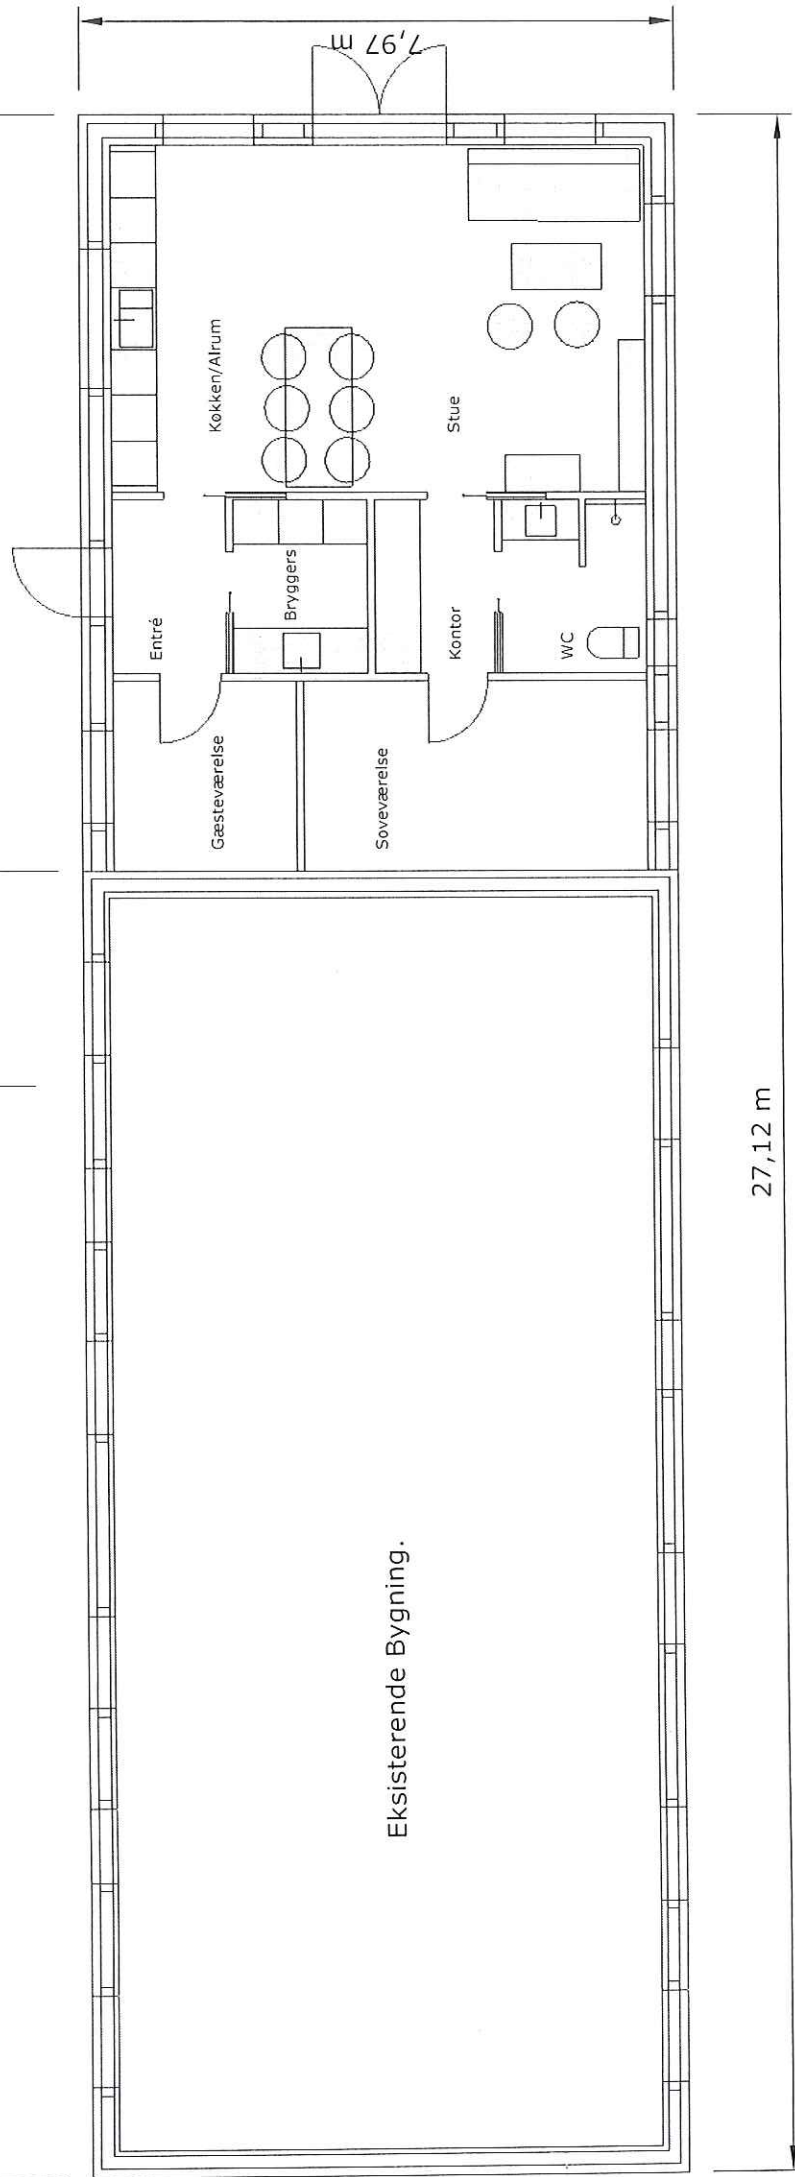 7,97 m
Køkken/Alrum
Stue
Entré
Bryggers
Kontor
WC
Gæsteværelse
Soveværelse
27,12 m
Eksisterende Bygning.